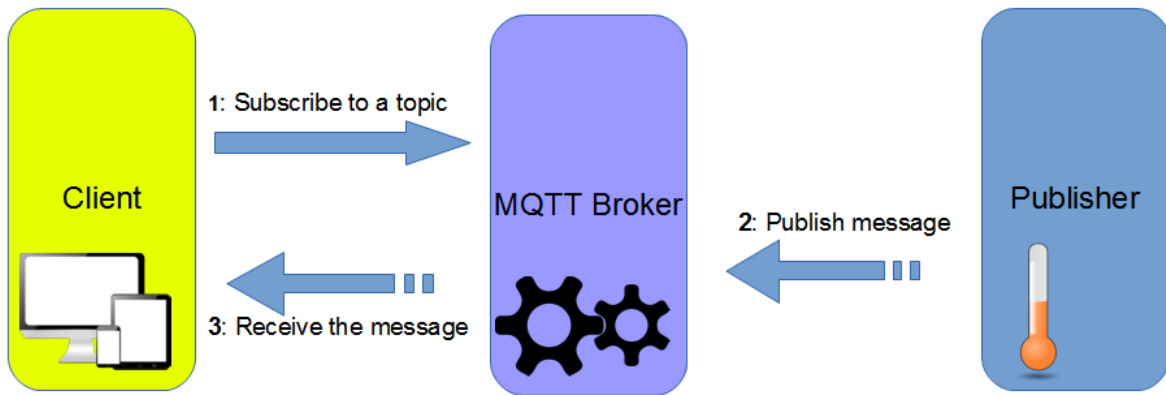 1: Subscribe to a topic
Client
MQTT Broker
Publisher
2: Publish message
3: Receive the message